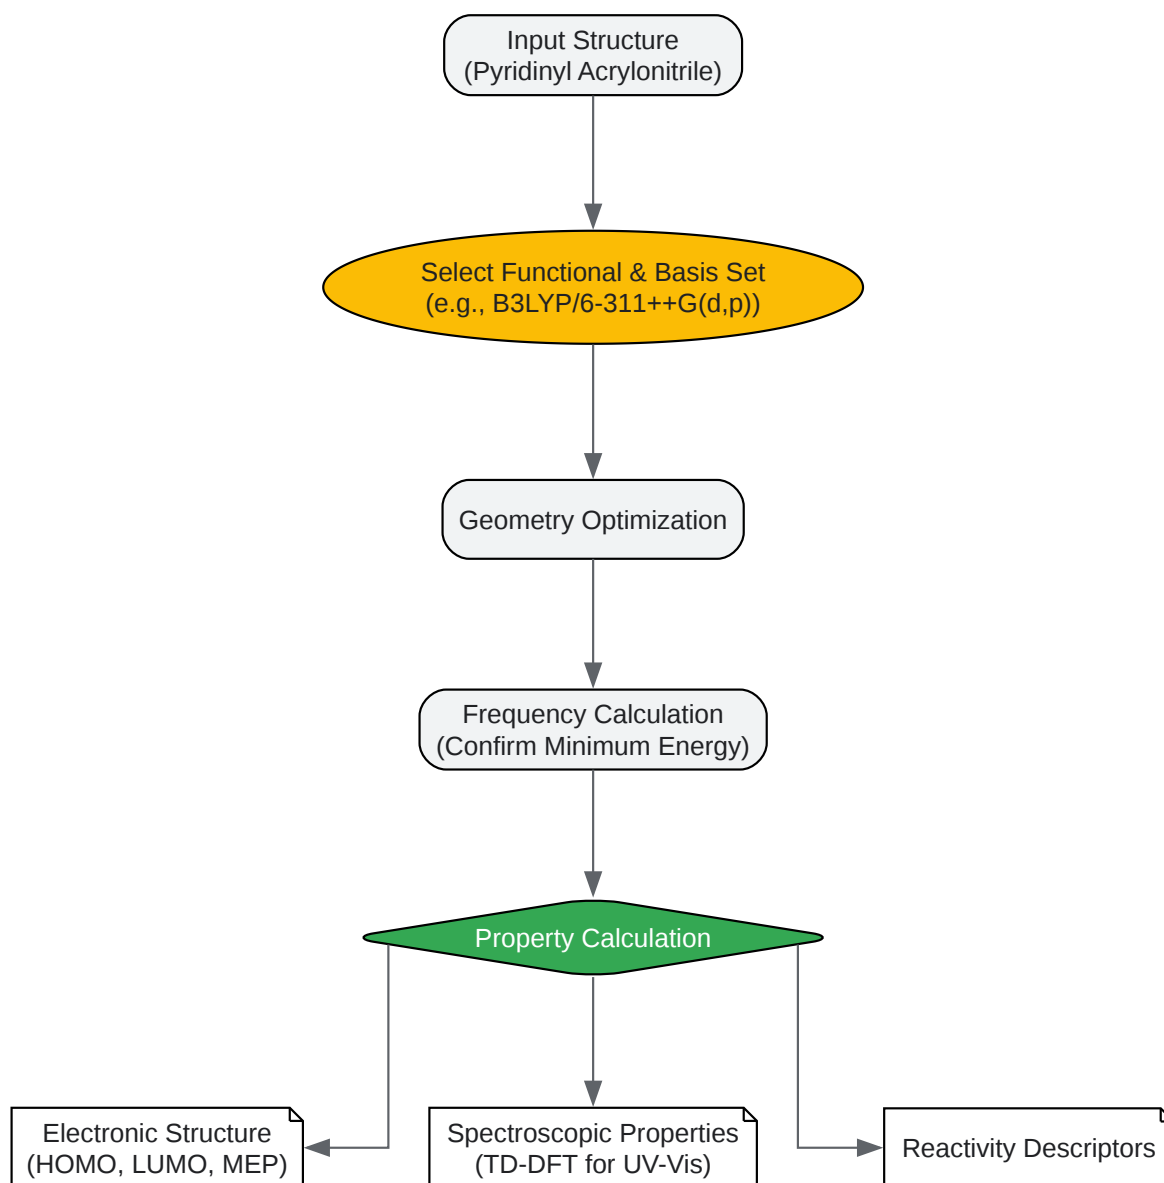 Input Structure
(Pyridinyl Acrylonitrile)
Select Functional & Basis Set
(e.g., B3LYP/6-311++G(d,p))
Geometry Optimization
Frequency Calculation
(Confirm Minimum Energy)
Property Calculation
Electronic Structure
(HOMO, LUMO, MEP)
Spectroscopic Properties
(TD-DFT for UV-Vis)
Reactivity Descriptors